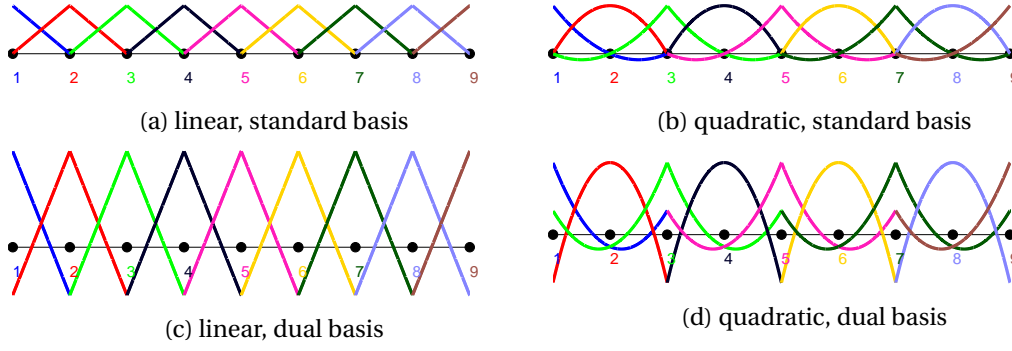 1 2 3 4 5 6 7 8 9
1 2 3 4 5 6 7 8 9
(a) linear, standard basis
(b) quadratic, standard basis
1 2 3 4 5 6 7 8 9
1 2 3 4 5 6 7 8 9
(c) linear, dual basis
(d) quadratic, dual basis